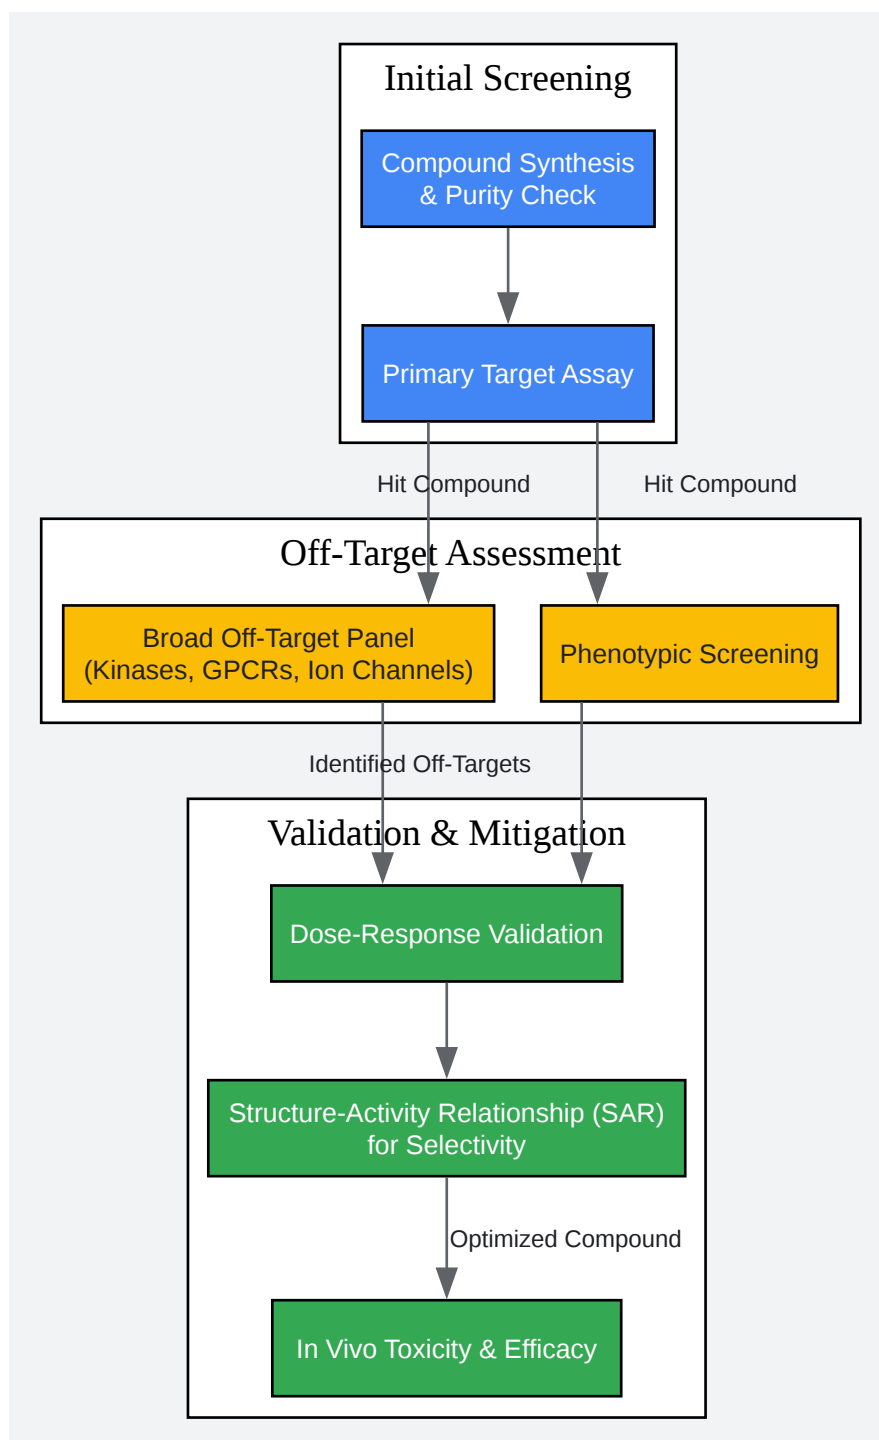 Initial Screening
Compound Synthesis
& Purity Check
Primary Target Assay
Hit Compound
Hit Compound
Off-Target Assessment
Broad Off-Target Panel
(Kinases, GPCRs, Ion Channels)
Phenotypic Screening
Identified Off-Targets
Validation & Mitigation
Dose-Response Validation
Structure-Activity Relationship (SAR)
for Selectivity
Optimized Compound
In Vivo Toxicity & Efficacy